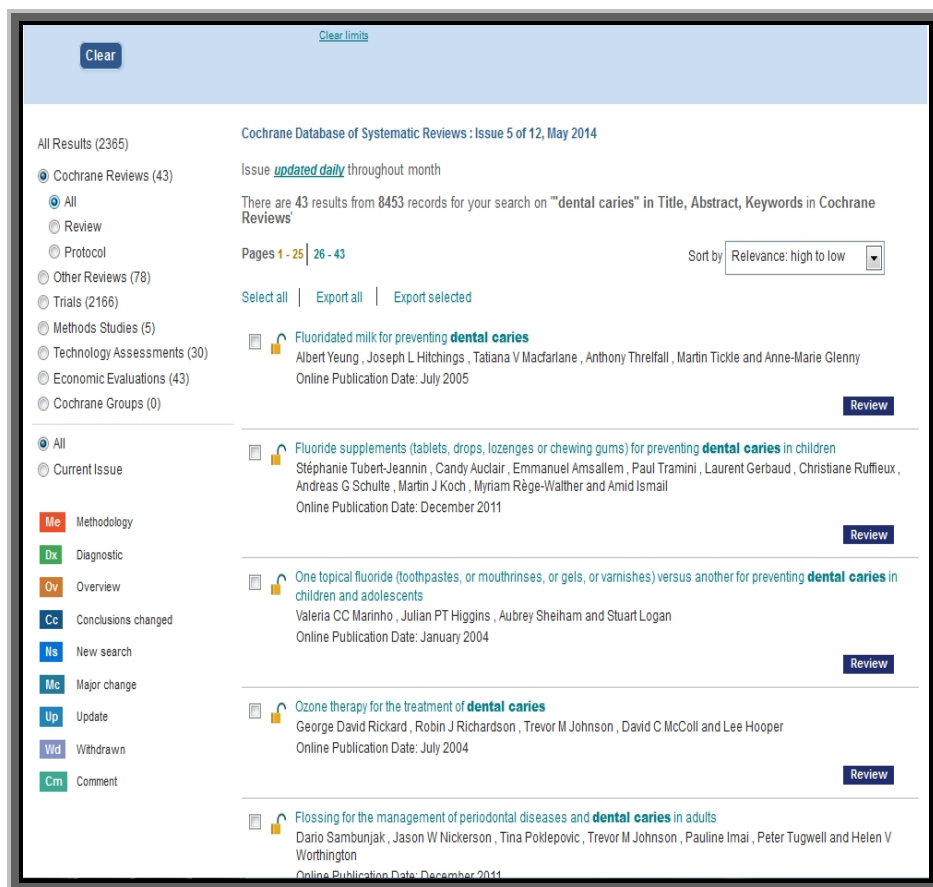 Clear limits
Clear
All Results (2365)
Cochrane Reviews (43)
All
Review
Protocol
Other Reviews (78)
Trials (2166)
Methods Studies (5)
Technology Assessments (30)
Economic Evaluations (43)
Cochrane Groups (0)
All
Current Issue
Me Methodology
Dx Diagnostic
Ov Overview
Cc Conclusions changed
Ns New search
Mc Major change
Up Update
Wd Withdrawn
Cm Comment
Cochrane Database of Systematic Reviews : Issue 5 of 12, May 2014
Issue updated daily throughout month
There are 43 results from 8453 records for your search on '"dental caries" in Title, Abstract, Keywords in Cochrane
Reviews'
Pages 1 - 25 | 26 - 43
Sort by Relevance: high to low
Select all | Export all | Export selected
Fluoridated milk for preventing dental caries
Albert Yeung , Joseph L Hitchings , Tatiana V Macfarlane , Anthony Threlfall , Martin Tickle and Anne-Marie Glenny
Online Publication Date: July 2005
Review
Fluoride supplements (tablets, drops, lozenges or chewing gums) for preventing dental caries in children
Stéphanie Tubert-Jeannin , Candy Auclair , Emmanuel Amsallem , Paul Tramini , Laurent Gerbaud , Christiane Ruffieux ,
Andreas G Schulte , Martin J Koch , Myriam Rège-Walther and Amid Ismail
Online Publication Date: December 2011
Review
One topical fluoride (toothpastes, or mouthrinses, or gels, or varnishes) versus another for preventing dental caries in
children and adolescents
Valeria CC Marinho , Julian PT Higgins , Aubrey Sheiham and Stuart Logan
Online Publication Date: January 2004
Review
Ozone therapy for the treatment of dental caries
George David Rickard , Robin J Richardson , Trevor M Johnson , David C McColl and Lee Hooper
Online Publication Date: July 2004
Review
Flossing for the management of periodontal diseases and dental caries in adults
Dario Sambunjak , Jason W Nickerson , Tina Poklepovic , Trevor M Johnson , Pauline Imai , Peter Tugwell and Helen V
Worthington
Online Publication Date: December 2011